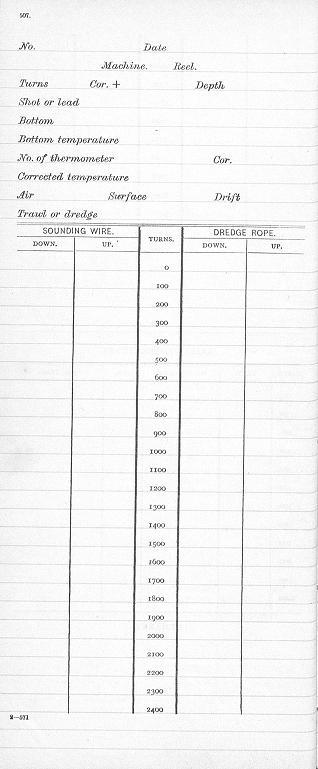 507.
No. Date
Machine. Reel.
Turns Cor. + Depth
Shot or lead
Bottom
Bottom temperature
No. of thermometer Cor.
Corrected temperature
Air Surface Drift
Trawl or dredge
SOUNDING WIRE. TURNS. DREDGE ROPE.
DOWN. UP. DOWN. UP.
0
100
200
300
400
500
600
700
800
900
1000
1100
1200
1300
1400
1500
1600
1700
1800
1900
2000
2100
2200
2300
2400
2—571